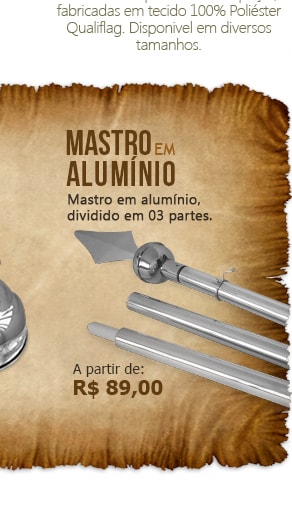 fabricadas em tecido 100% Poliéster
Qualiflag. Disponivel em diversos
tamanhos.
MASTRO EM
ALUMÍNIO
Mastro em alumínio,
dividido em 03 partes.
A partir de:
R$ 89,00